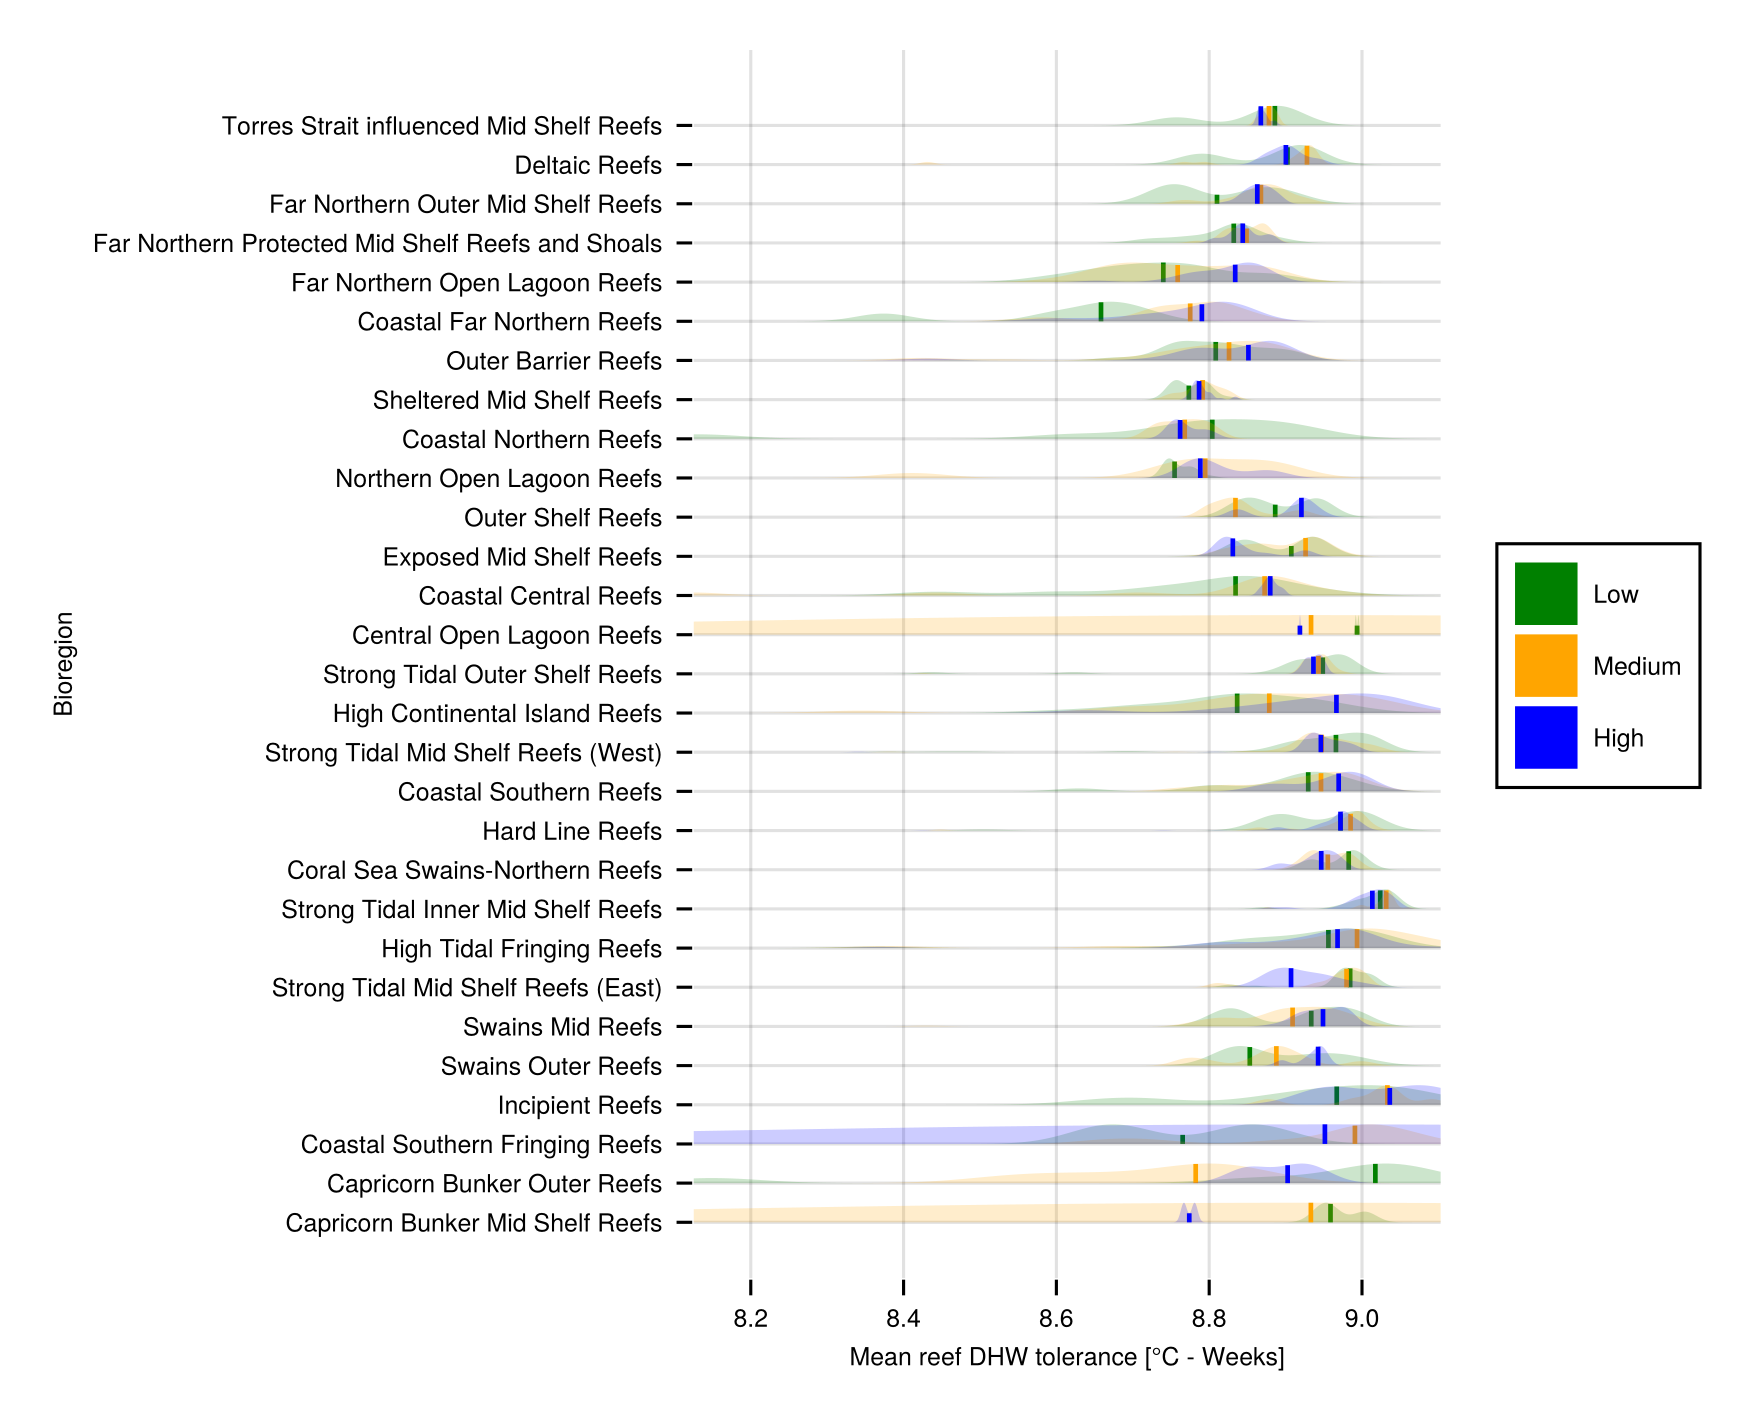 Torres Strait influenced Mid Shelf Reefs
Deltaic Reefs
Far Northern Outer Mid Shelf Reefs
Far Northern Protected Mid Shelf Reefs and Shoals
Far Northern Open Lagoon Reefs
Coastal Far Northern Reefs
Outer Barrier Reefs
Sheltered Mid Shelf Reefs
Coastal Northern Reefs
Northern Open Lagoon Reefs
Outer Shelf Reefs
Exposed Mid Shelf Reefs
Coastal Central Reefs
Central Open Lagoon Reefs
Strong Tidal Outer Shelf Reefs
High Continental Island Reefs
Strong Tidal Mid Shelf Reefs (West)
Coastal Southern Reefs
Hard Line Reefs
Coral Sea Swains-Northern Reefs
Strong Tidal Inner Mid Shelf Reefs
High Tidal Fringing Reefs
Strong Tidal Mid Shelf Reefs (East)
Swains Mid Reefs
Swains Outer Reefs
Incipient Reefs
Coastal Southern Fringing Reefs
Capricorn Bunker Outer Reefs
Capricorn Bunker Mid Shelf Reefs
Bioregion
8.2 8.4 8.6 8.8 9.0
Mean reef DHW tolerance [°C - Weeks]
Low
Medium
High